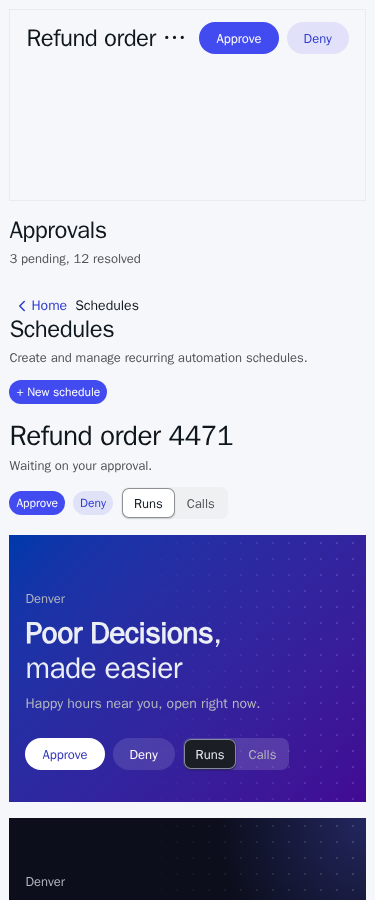 Refund order ···
Approve
Deny
Approvals
3 pending, 12 resolved
Home Schedules
Schedules
Create and manage recurring automation schedules.
+ New schedule
Refund order 4471
Waiting on your approval.
Approve Deny Runs Calls
Denver
Poor Decisions,
made easier
Happy hours near you, open right now.
Approve Deny Runs Calls
Denver